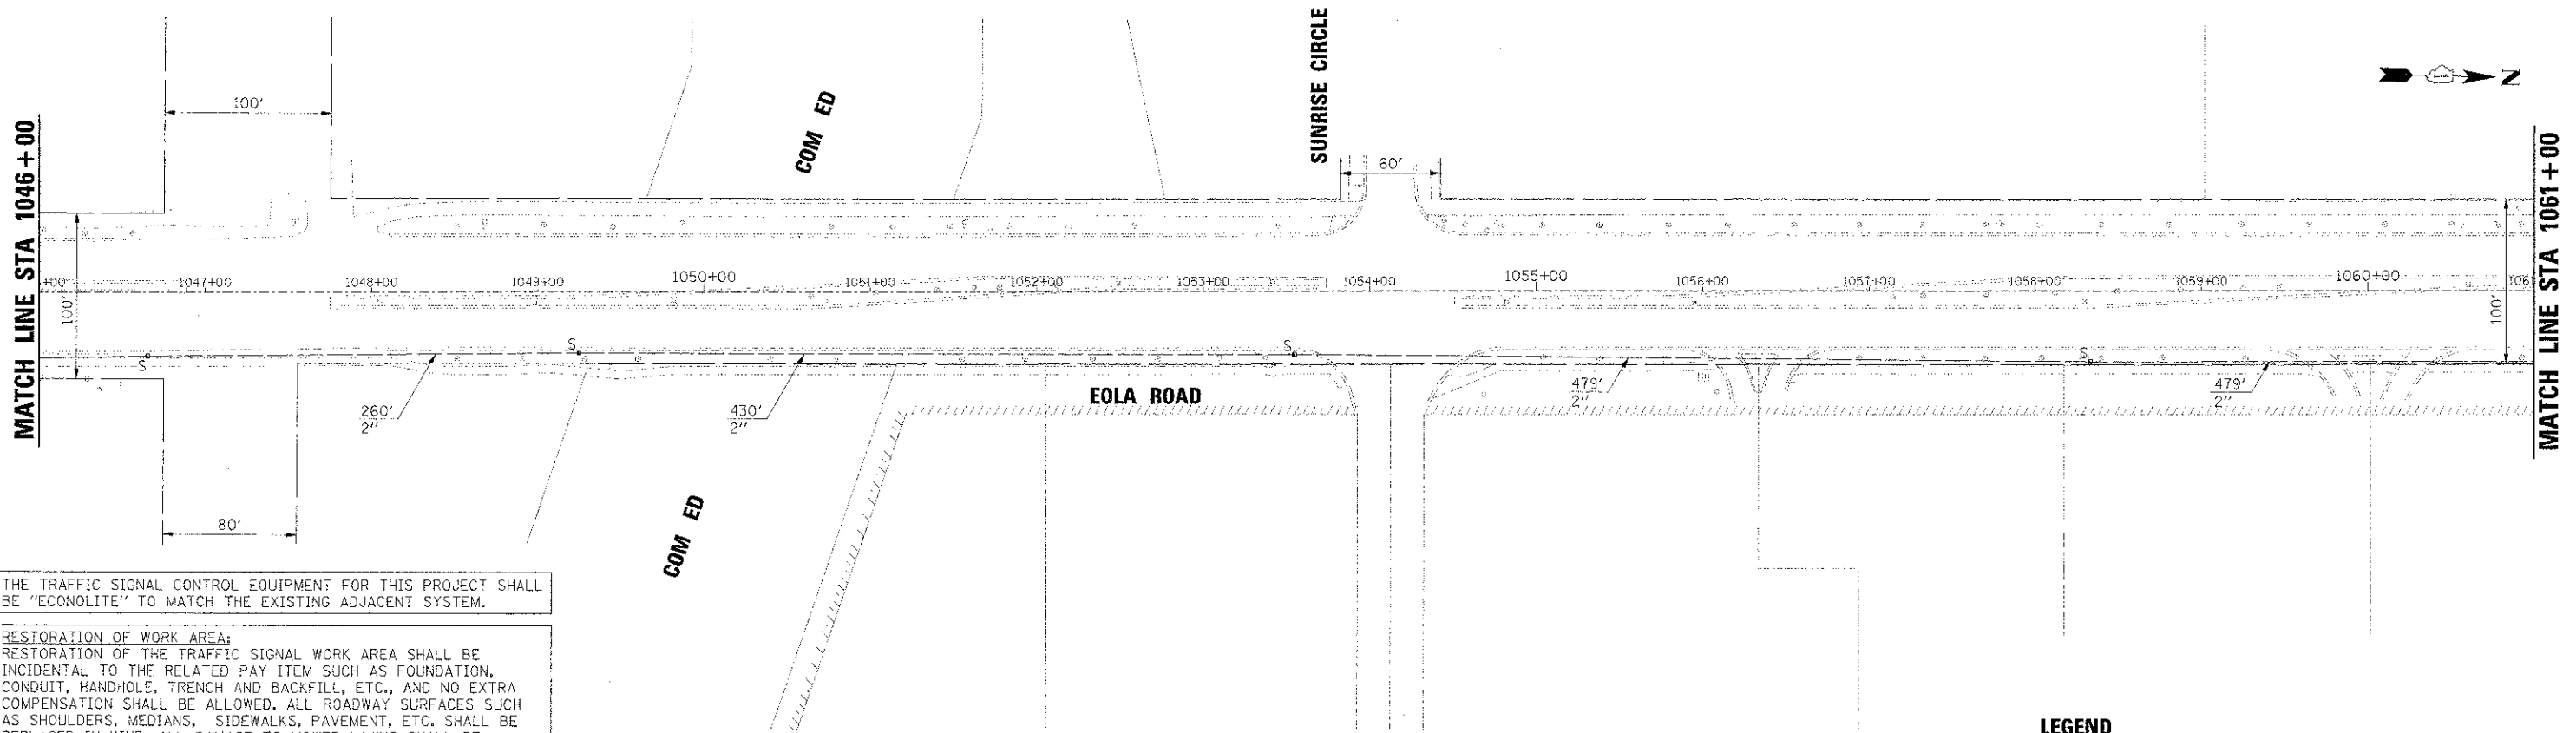 SUNRISE CIRCLE
N
100'
COM ED
60'
MATCH LINE STA 1046+00
MATCH LINE STA 1061+00
+00
1047+00
1048+00
1049+00
1050+00
1051+00
1052+00
1053+00
1054+00
1055+00
1056+00
1057+00
1058+00
1059+00
1060+00
106
100'
100'
S
S
S
S
260'
2"
430'
2"
EOLA ROAD
479'
2"
479'
2"
80'
COM ED
THE TRAFFIC SIGNAL CONTROL EQUIPMENT FOR THIS PROJECT SHALL
BE "ECONOLITE" TO MATCH THE EXISTING ADJACENT SYSTEM.
RESTORATION OF WORK AREA:
RESTORATION OF THE TRAFFIC SIGNAL WORK AREA SHALL BE
INCIDENTAL TO THE RELATED PAY ITEM SUCH AS FOUNDATION,
CONDUIT, HANDHOLE, TRENCH AND BACKFILL, ETC., AND NO EXTRA
COMPENSATION SHALL BE ALLOWED. ALL ROADWAY SURFACES SUCH
AS SHOULDERS, MEDIANS, SIDEWALKS, PAVEMENT, ETC. SHALL BE
LEGEND